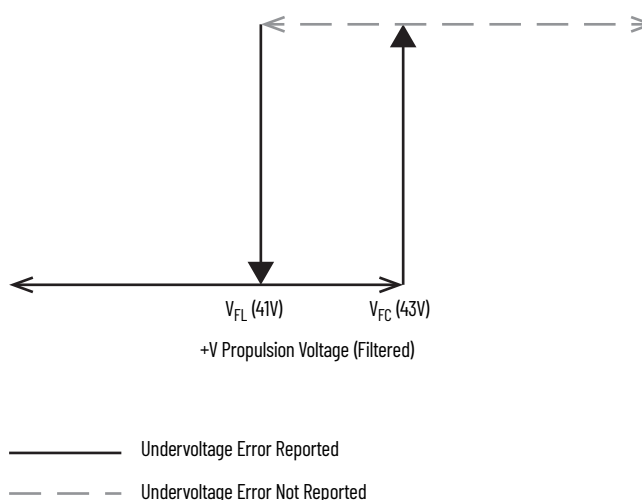 V_FL (41V) V_FC (43V)
+V Propulsion Voltage (Filtered)
Undervoltage Error Reported
Undervoltage Error Not Reported